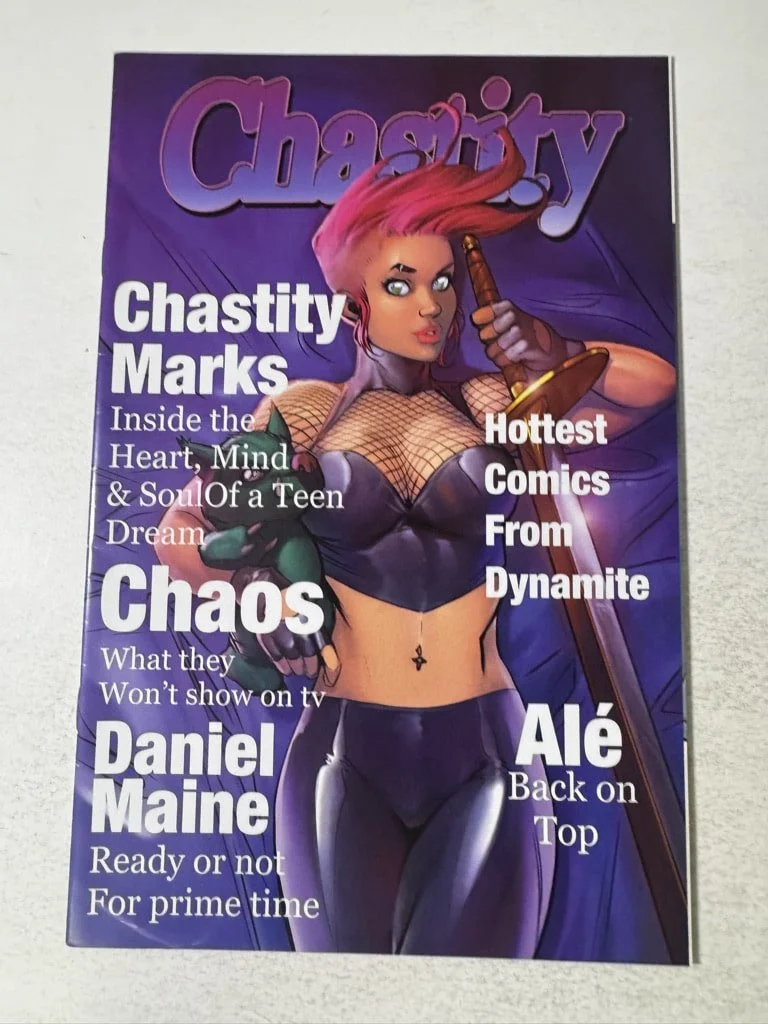 Chastity
Chastity
Marks
Inside the
Heart, Mind
& SoulOf a Teen
Dream
Hottest
Comics
From
Dynamite
Chaos
What they
Won't show on tv
Daniel
Maine
Ready or not
For prime time
Alé
Back on
Top